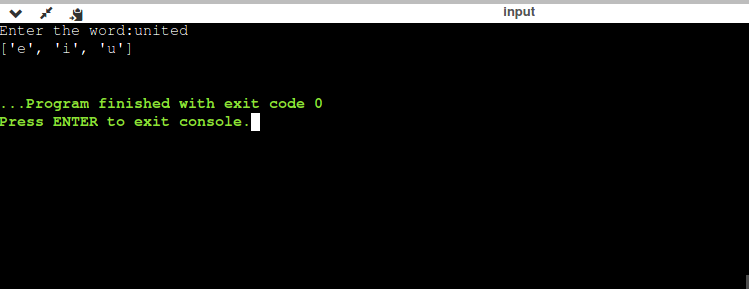 input
Enter the word:united
['e', 'i', 'u']
...Program finished with exit code 0
Press ENTER to exit console.